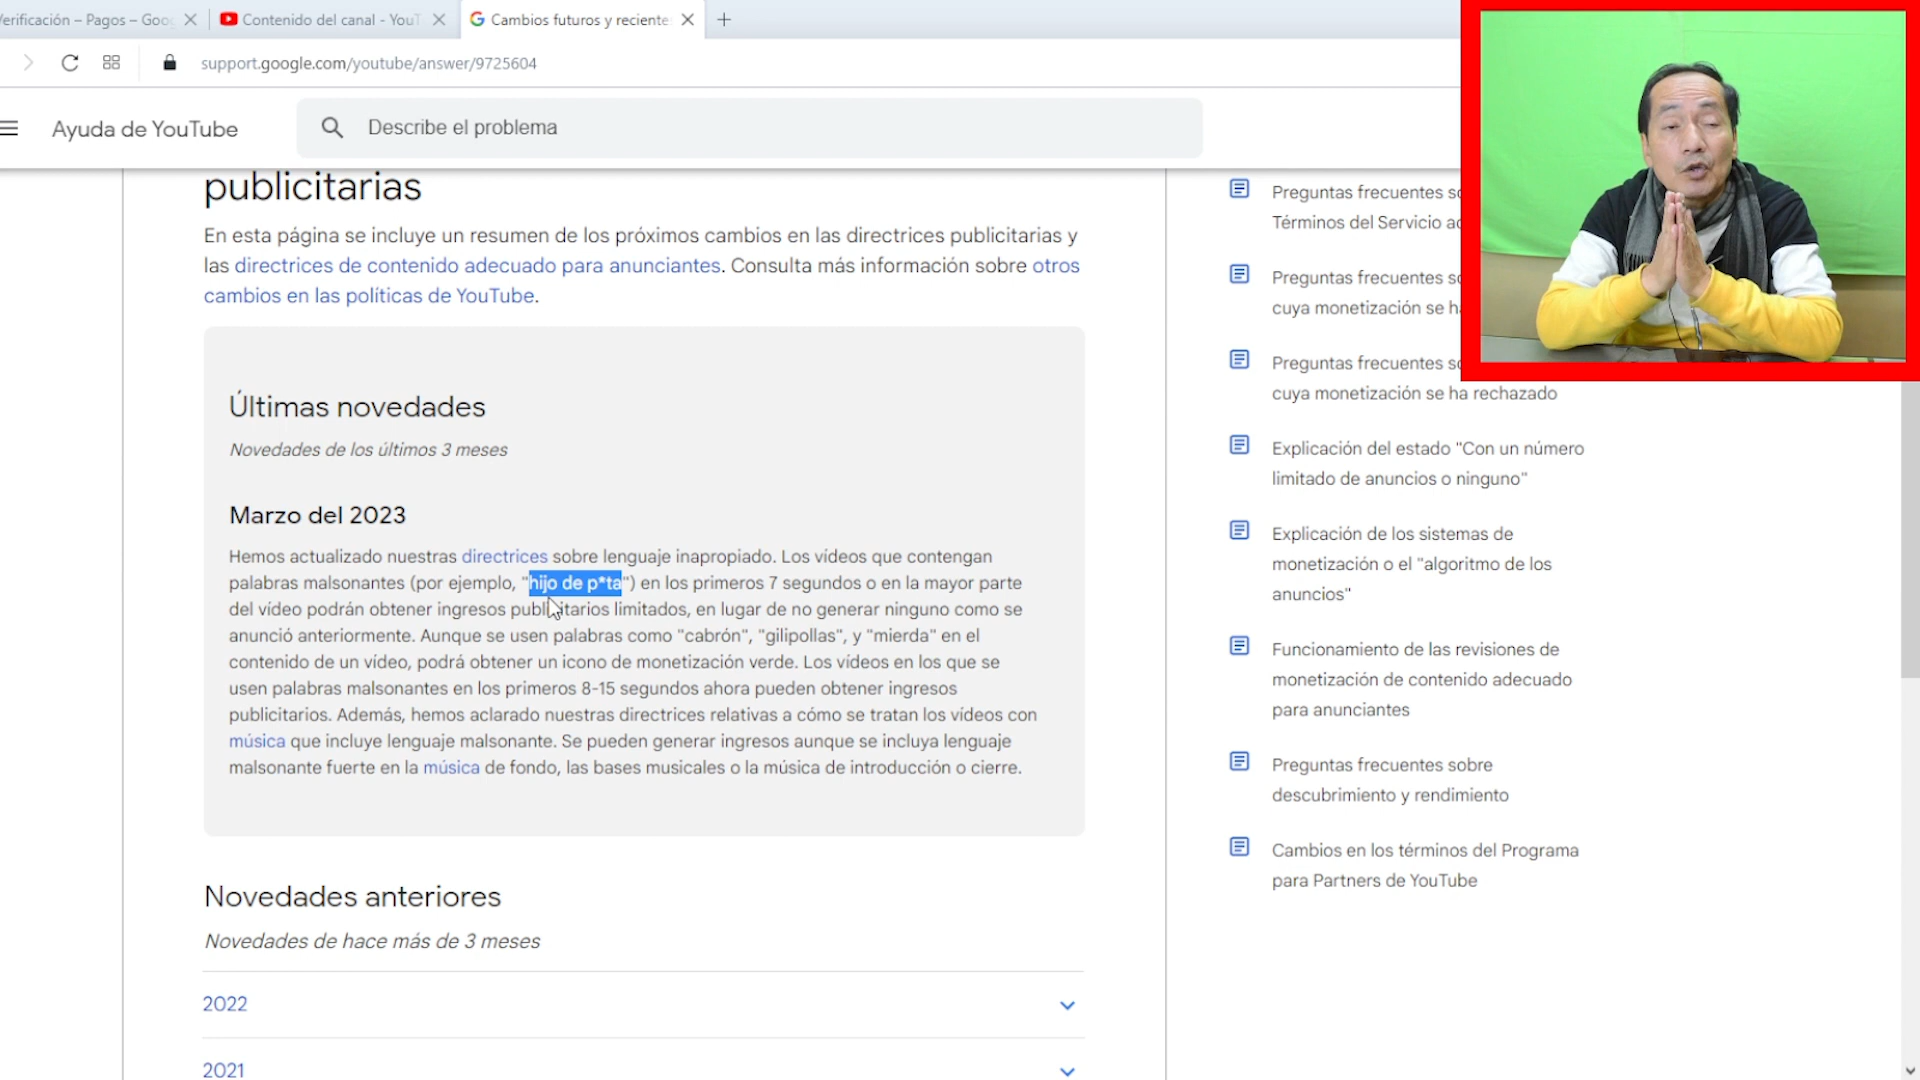 erificación – Pagos – Goog
Contenido del canal - YouT
Cambios futuros y reciente
support.google.com/youtube/answer/9725604
Ayuda de YouTube
Describe el problema
publicitarias
En esta página se incluye un resumen de los próximos cambios en las directrices publicitarias y
las directrices de contenido adecuado para anunciantes. Consulta más información sobre otros
cambios en las políticas de YouTube.
Últimas novedades
Novedades de los últimos 3 meses
Marzo del 2023
Hemos actualizado nuestras directrices sobre lenguaje inapropiado. Los vídeos que contengan
palabras malsonantes (por ejemplo, "hijo de p*ta") en los primeros 7 segundos o en la mayor parte
del vídeo podrán obtener ingresos publicitarios limitados, en lugar de no generar ninguno como se
anunció anteriormente. Aunque se usen palabras como "cabrón", "gilipollas", y "mierda" en el
contenido de un vídeo, podrá obtener un icono de monetización verde. Los vídeos en los que se
usen palabras malsonantes en los primeros 8-15 segundos ahora pueden obtener ingresos
publicitarios. Además, hemos aclarado nuestras directrices relativas a cómo se tratan los vídeos con
música que incluye lenguaje malsonante. Se pueden generar ingresos aunque se incluya lenguaje
malsonante fuerte en la música de fondo, las bases musicales o la música de introducción o cierre.
Novedades anteriores
Novedades de hace más de 3 meses
2022
2021
Preguntas frecuentes so
Términos del Servicio ac
Preguntas frecuentes so
cuya monetización se ha
Preguntas frecuentes so
cuya monetización se ha rechazado
Explicación del estado "Con un número
limitado de anuncios o ninguno"
Explicación de los sistemas de
monetización o el "algoritmo de los
anuncios"
Funcionamiento de las revisiones de
monetización de contenido adecuado
para anunciantes
Preguntas frecuentes sobre
descubrimiento y rendimiento
Cambios en los términos del Programa
para Partners de YouTube